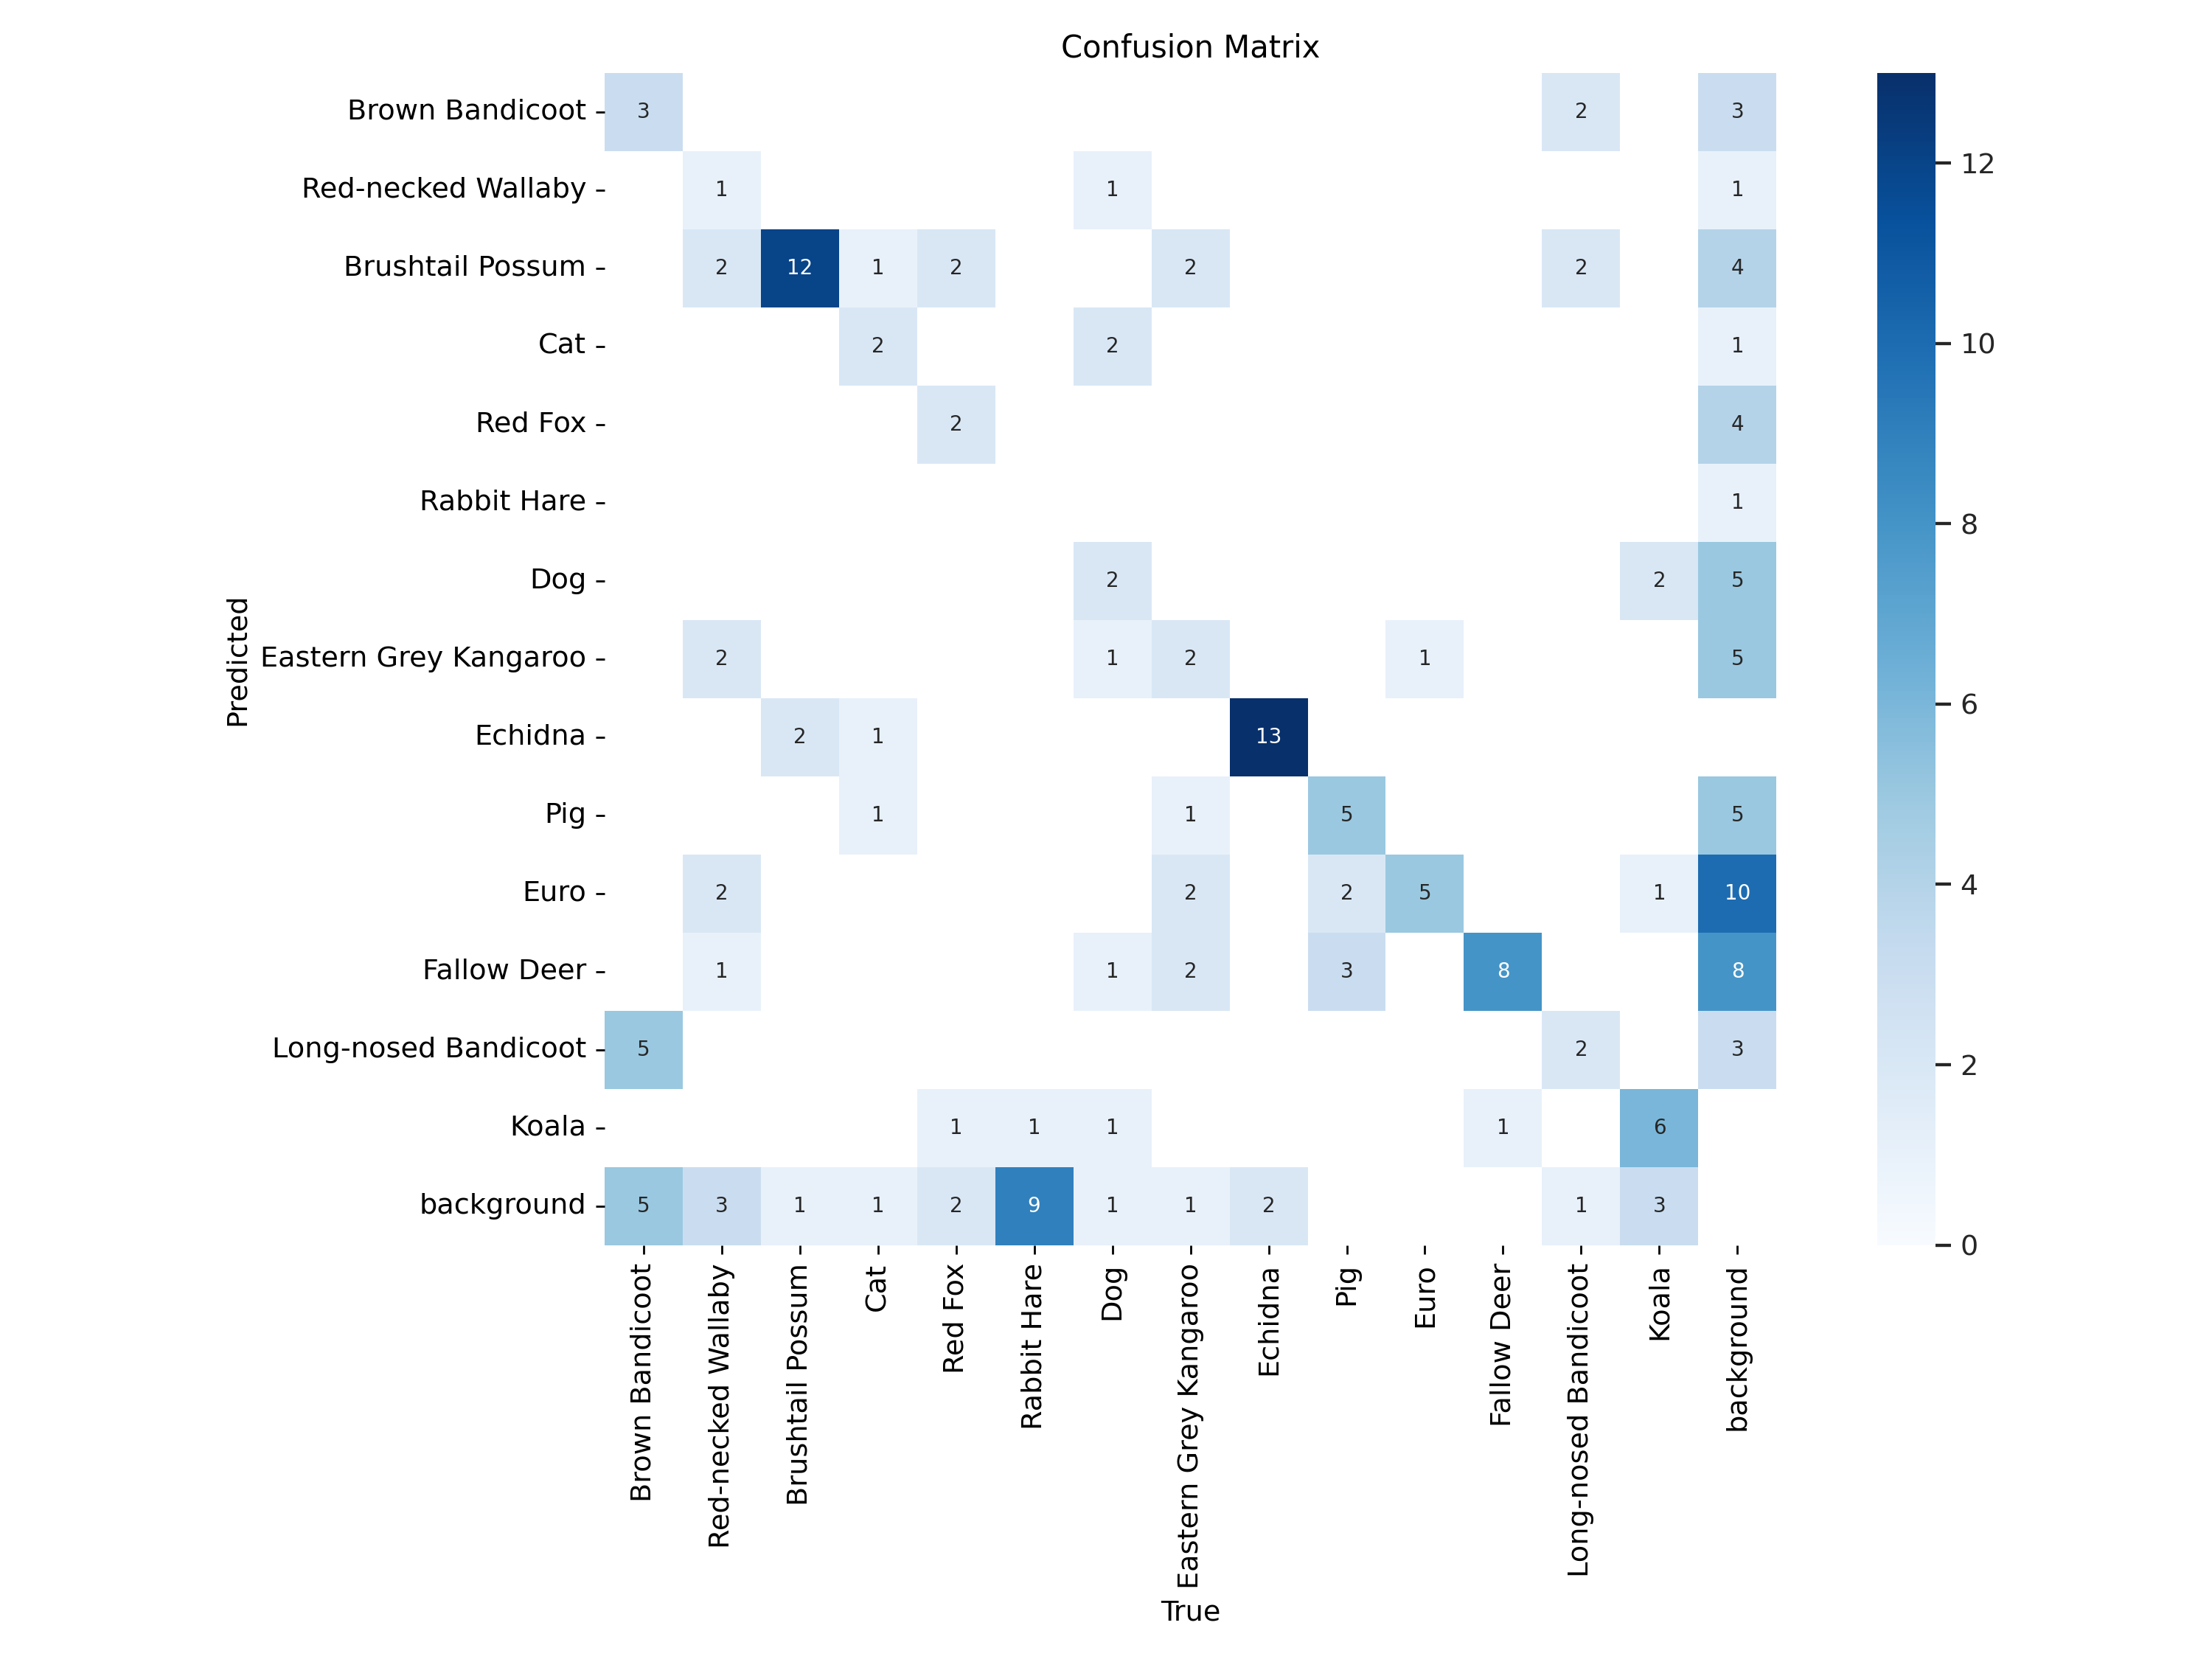 Confusion Matrix
Predicted
Brown Bandicoot 3 2 3
Red-necked Wallaby 1 1 1
Brushtail Possum 2 12 1 2 2 2 4
Cat 2 2 1
Red Fox 2 4
Rabbit Hare 1
Dog 2 2 5
Eastern Grey Kangaroo 2 1 2 1 5
Echidna 2 1 13
Pig 1 1 5 5
Euro 2 2 2 5 1 10
Fallow Deer 1 1 2 3 8 8
Long-nosed Bandicoot 5 2 3
Koala 1 1 1 1 6
background 5 3 1 1 2 9 1 1 2 1 3
Brown Bandicoot
Red-necked Wallaby
Brushtail Possum
Cat
Red Fox
Rabbit Hare
Dog
Eastern Grey Kangaroo
Echidna
Pig
Euro
Fallow Deer
Long-nosed Bandicoot
Koala
background
True
12
10
8
6
4
2
0